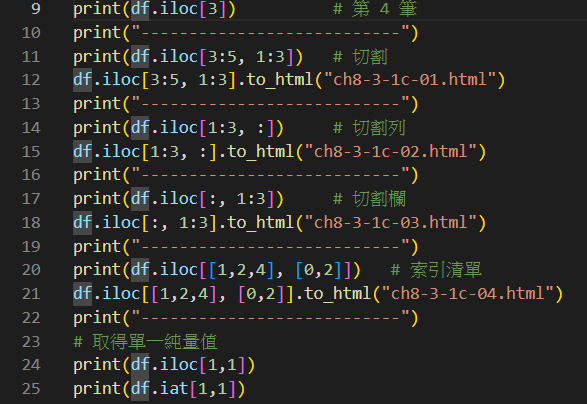 9 print(df.iloc[3])          # 第 4 筆
10 print("---------------------------")
11 print(df.iloc[3:5, 1:3])   # 切割
12 df.iloc[3:5, 1:3].to_html("ch8-3-1c-01.html")
13 print("---------------------------")
14 print(df.iloc[1:3, :])     # 切割列
15 df.iloc[1:3, :].to_html("ch8-3-1c-02.html")
16 print("---------------------------")
17 print(df.iloc[:, 1:3])     # 切割欄
18 df.iloc[:, 1:3].to_html("ch8-3-1c-03.html")
19 print("---------------------------")
20 print(df.iloc[[1,2,4], [0,2]])   # 索引清單
21 df.iloc[[1,2,4], [0,2]].to_html("ch8-3-1c-04.html")
22 print("---------------------------")
23 # 取得單一純量值
24 print(df.iloc[1,1])
25 print(df.iat[1,1])